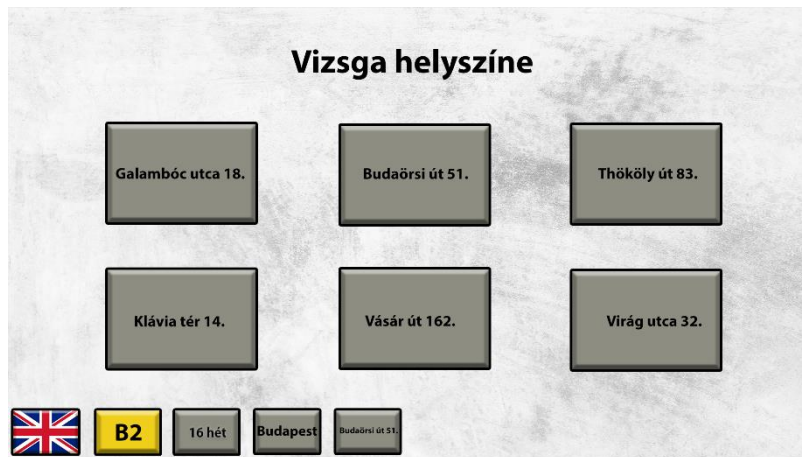 Vizsga helyszíne
Galambóc utca 18.
Budaörsi út 51.
Thököly út 83.
Klávia tér 14.
Vásár út 162.
Virág utca 32.
B2
16 hét
Budapest
Budaörsi út 51.